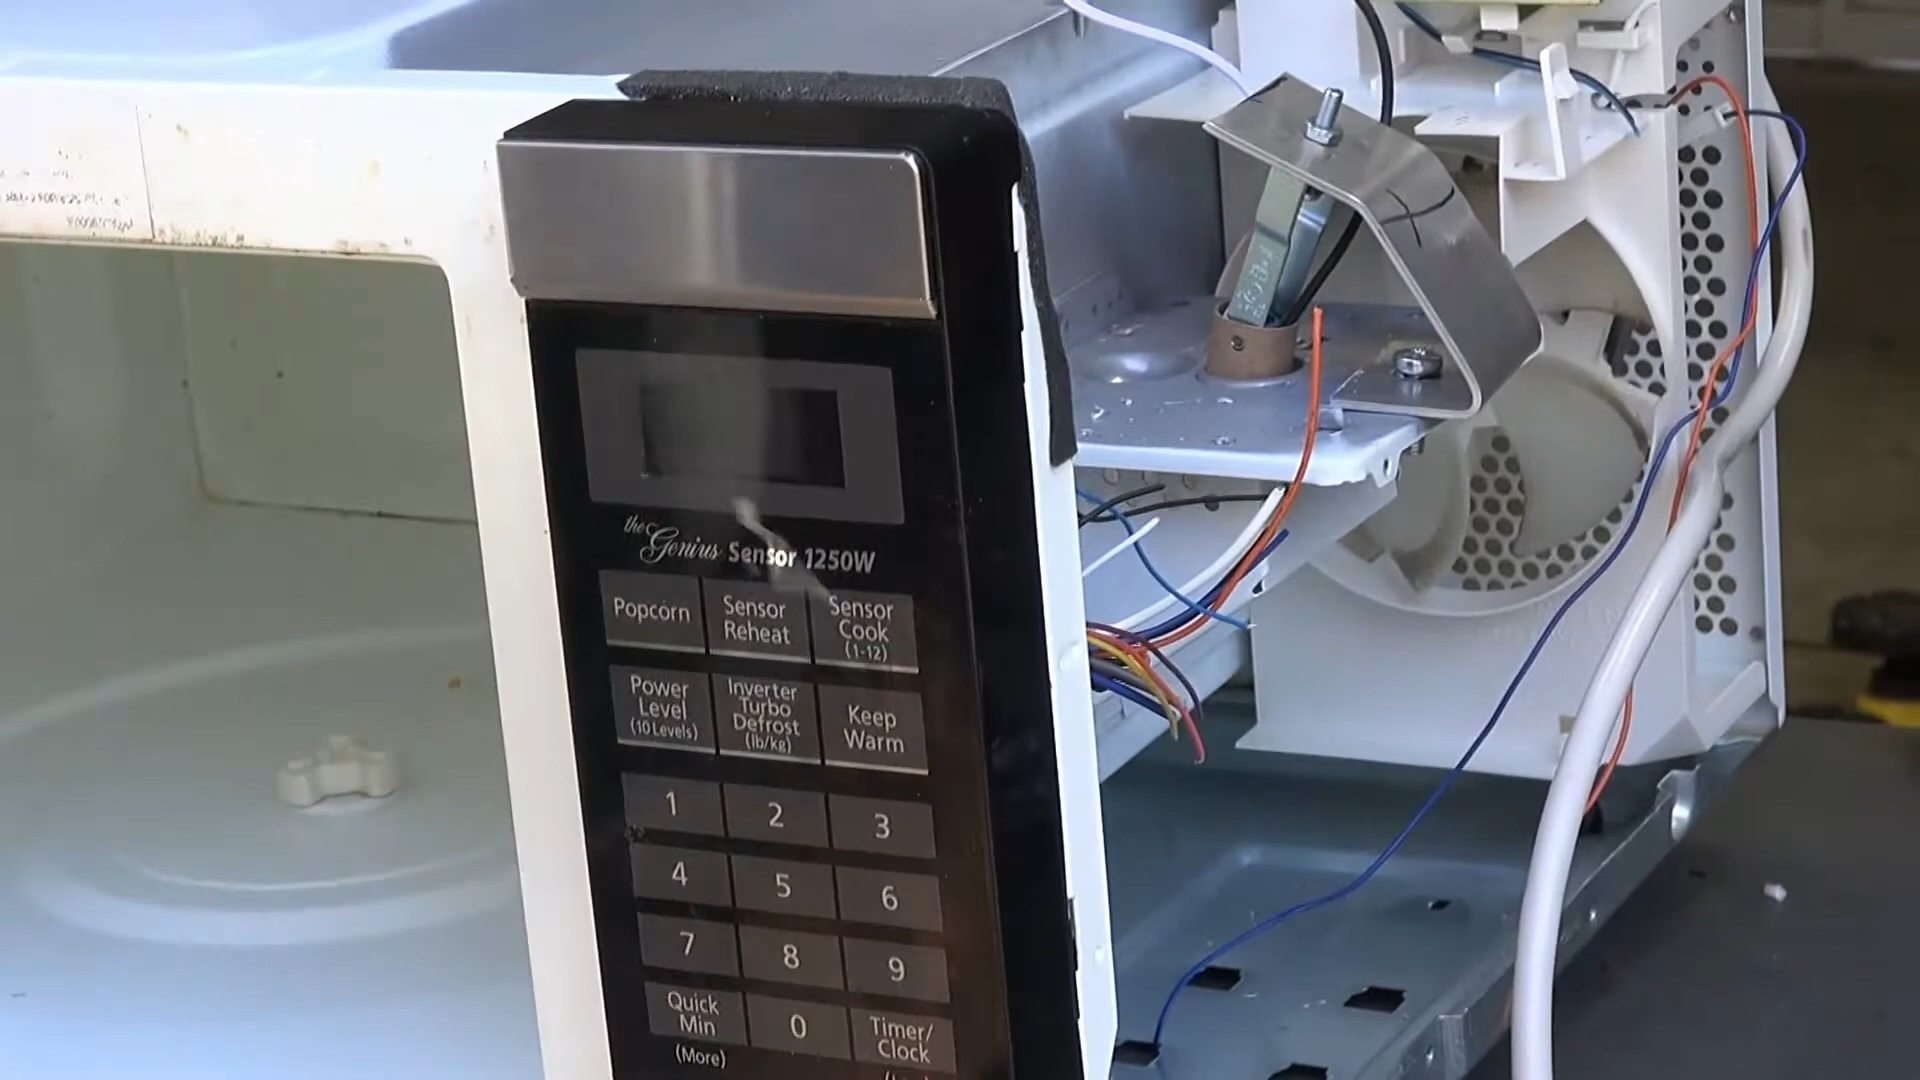 the Genius Sensor 1250W
Popcorn
Sensor
Reheat
Sensor
Cook
(1-12)
Power
Level
(10 Levels)
Inverter
Turbo
Defrost
(lb/kg)
Keep
Warm
1
2
3
4
5
6
7
8
9
Quick
Min
(More)
0
Timer/
Clock